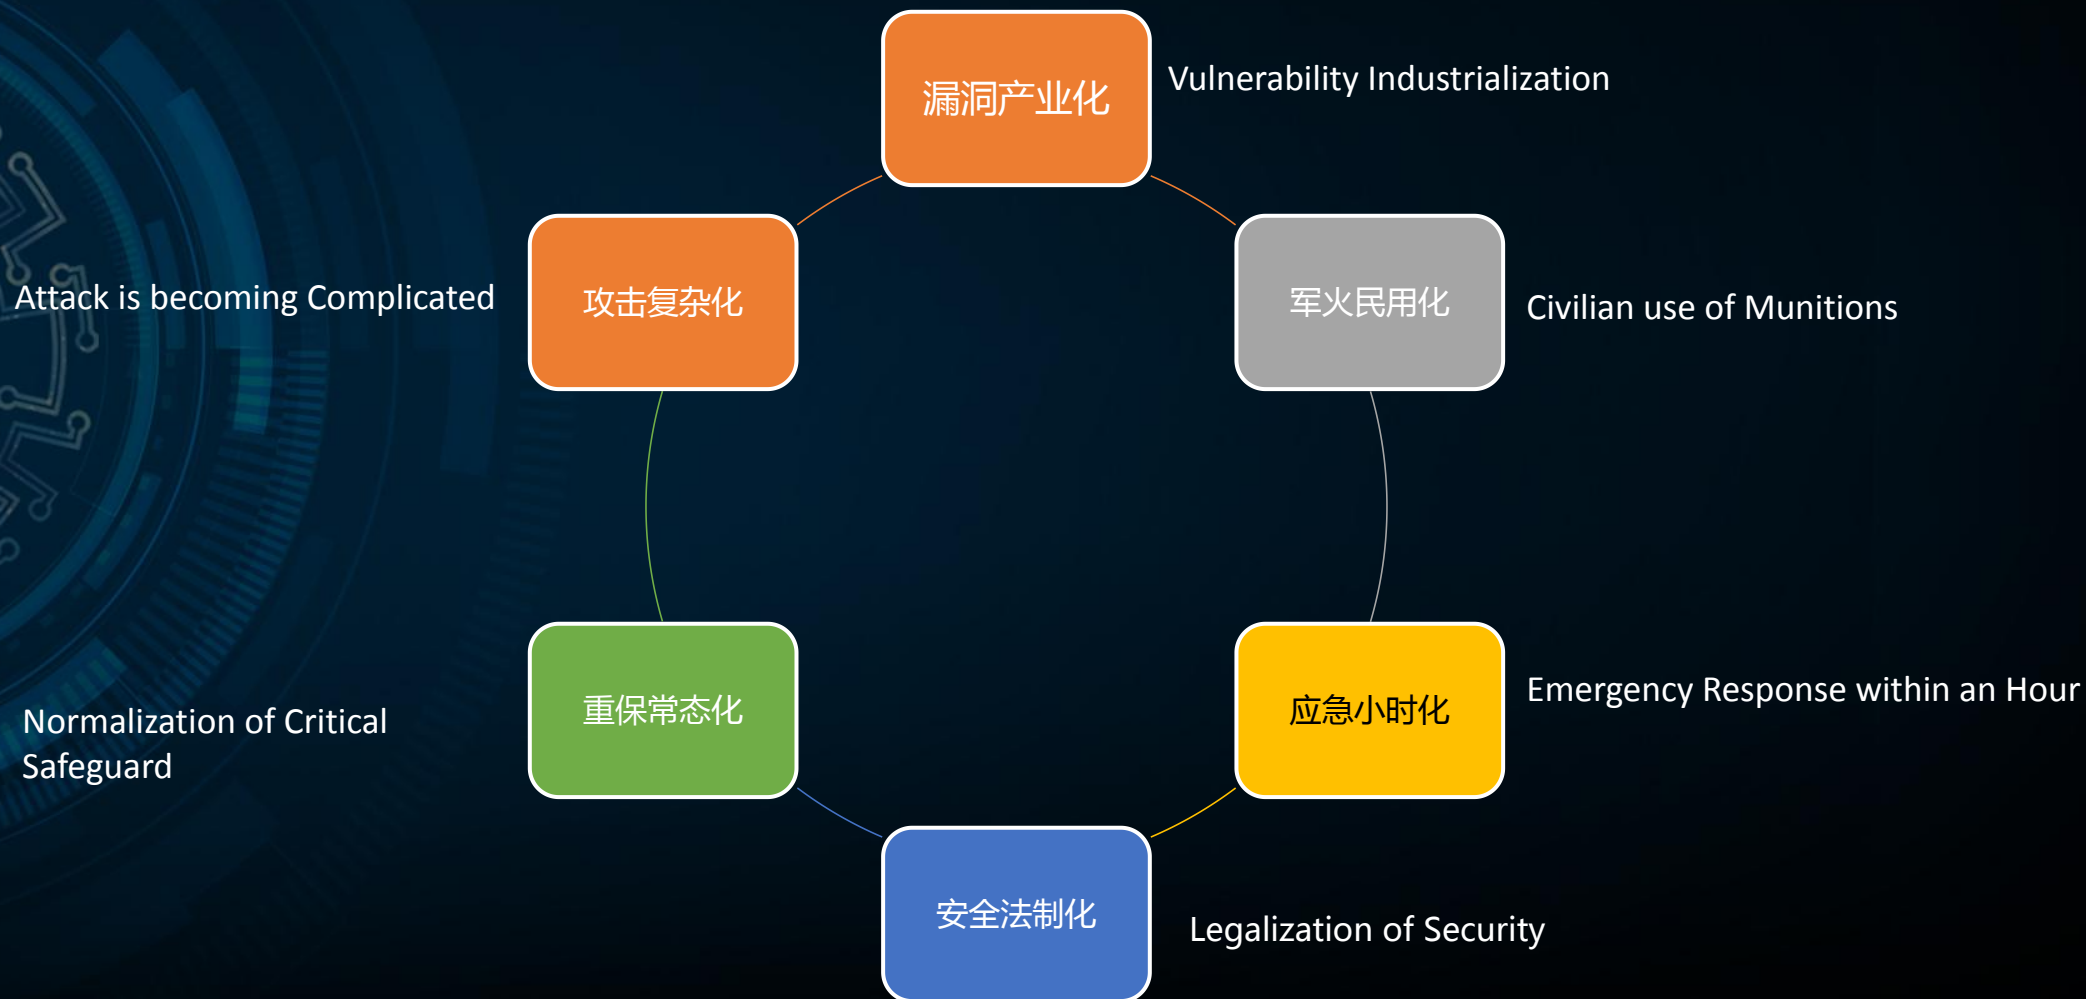 漏洞产业化
Vulnerability Industrialization
攻击复杂化
Attack is becoming Complicated
军火民用化
Civilian use of Munitions
重保常态化
Normalization of Critical
Safeguard
应急小时化
Emergency Response within an Hour
安全法制化
Legalization of Security